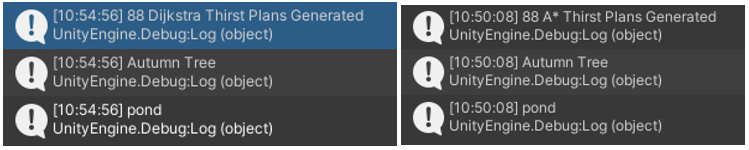 [10:54:56] 88 Dijkstra Thirst Plans Generated
UnityEngine.Debug:Log (object)
[10:54:56] Autumn Tree
UnityEngine.Debug:Log (object)
[10:54:56] pond
UnityEngine.Debug:Log (object)
[10:50:08] 88 A* Thirst Plans Generated
UnityEngine.Debug:Log (object)
[10:50:08] Autumn Tree
UnityEngine.Debug:Log (object)
[10:50:08] pond
UnityEngine.Debug:Log (object)